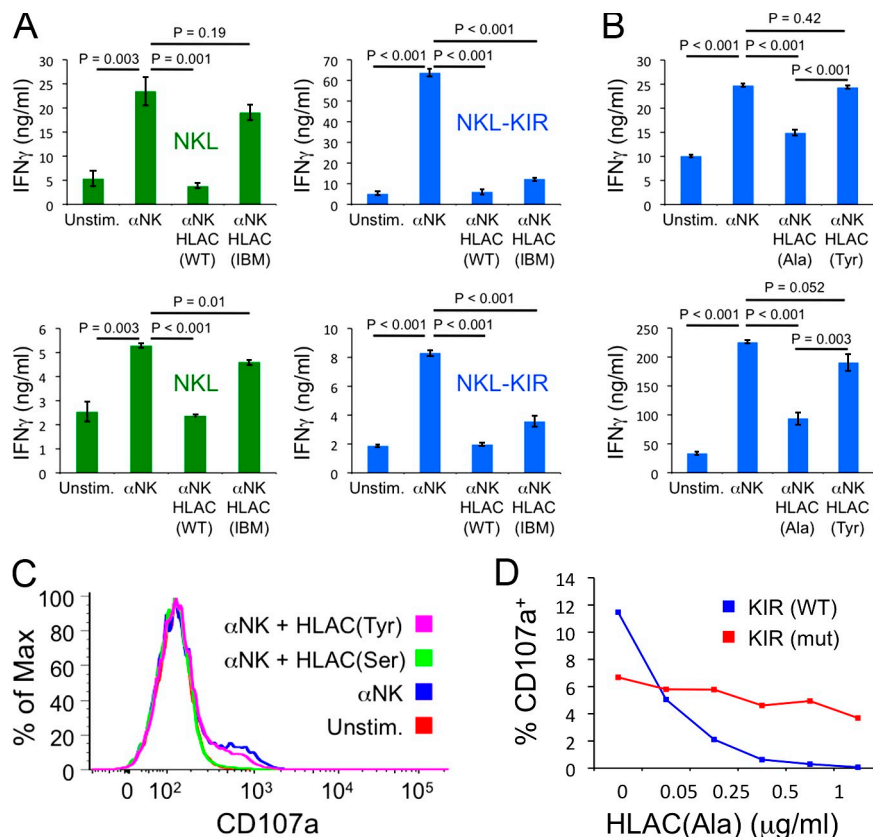 A
P = 0.19
P = 0.003 P = 0.001
IFNγ (ng/ml)
30
25
20
15
10
5
0
NKL
Unstim. αNK αNK αNK
HLAC HLAC
(WT) (IBM)
P < 0.001
P < 0.001 P < 0.001
IFNγ (ng/ml)
70
60
50
40
30
20
10
0
NKL-KIR
Unstim. αNK αNK αNK
HLAC HLAC
(WT) (IBM)
B
P = 0.42
P < 0.001 P < 0.001
P < 0.001
IFNγ (ng/ml)
30
25
20
15
10
5
0
Unstim. αNK αNK αNK
HLAC HLAC
(Ala) (Tyr)
P = 0.01
P = 0.003 P < 0.001
IFNγ (ng/ml)
6
5
4
3
2
1
0
NKL
Unstim. αNK αNK αNK
HLAC HLAC
(WT) (IBM)
P < 0.001
P < 0.001 P < 0.001
IFNγ (ng/ml)
10
8
6
4
2
0
NKL-KIR
Unstim. αNK αNK αNK
HLAC HLAC
(WT) (IBM)
P = 0.052
P < 0.001 P < 0.001
P = 0.003
IFNγ (ng/ml)
250
200
150
100
50
0
Unstim. αNK αNK αNK
HLAC HLAC
(Ala) (Tyr)
C
% of Max
100
80
60
40
20
0
αNK + HLAC(Tyr)
αNK + HLAC(Ser)
αNK
Unstim.
0 10² 10³ 10⁴ 10⁵
CD107a
D
% CD107a⁺
14
12
10
8
6
4
2
0
KIR (WT)
KIR (mut)
0 0.05 0.25 0.5 1
HLAC(Ala) (μg/ml)